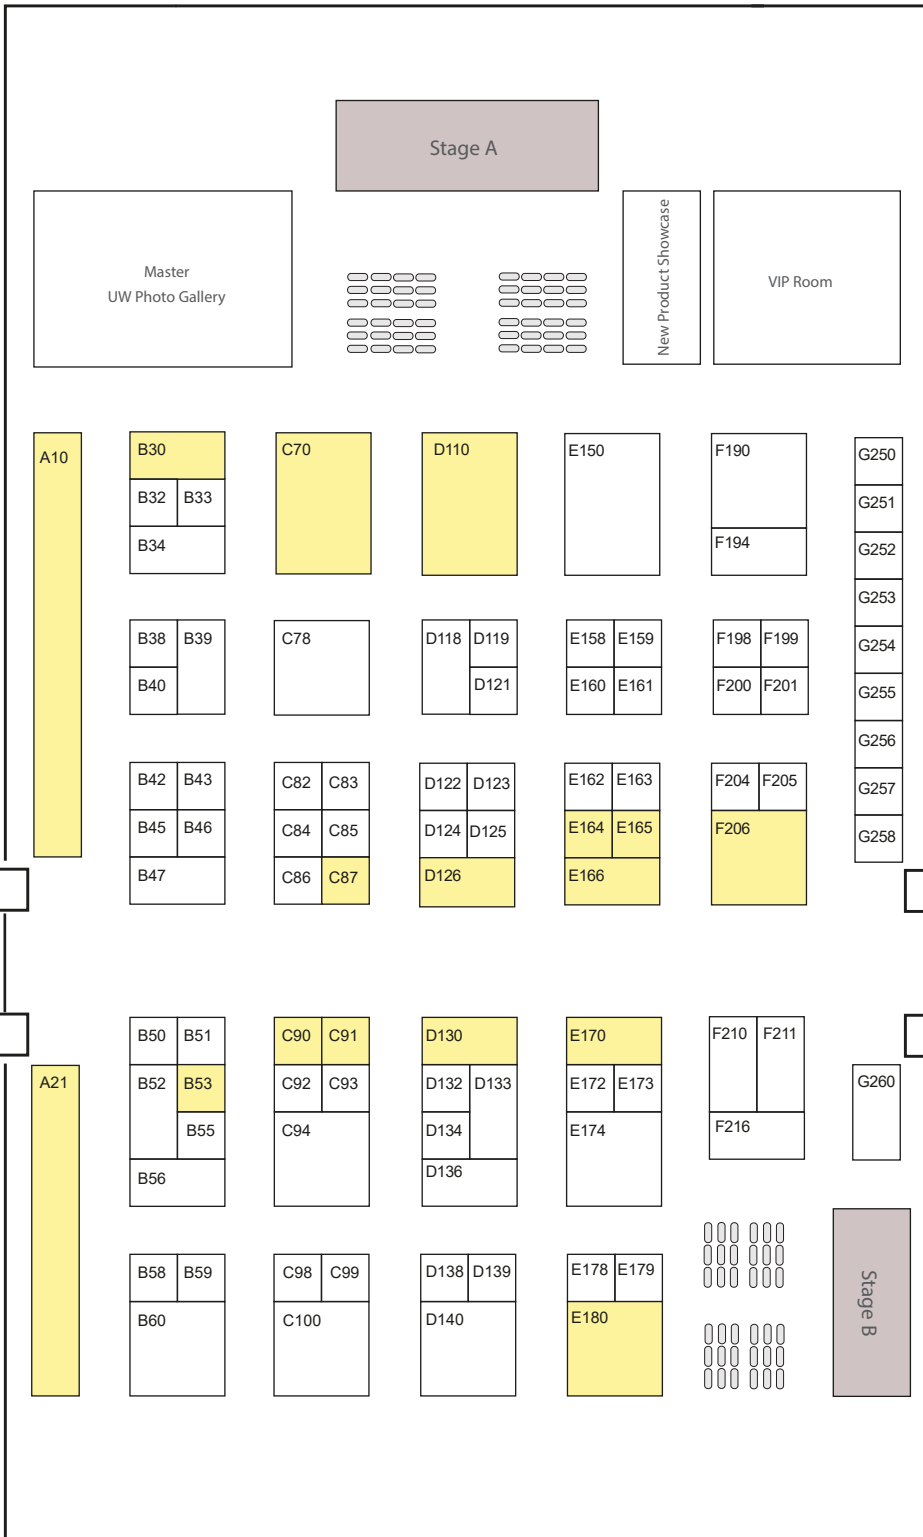 Stage A
Master
UW Photo Gallery
New Product Showcase
VIP Room
A10
B30
C70
D110
E150
F190
G250
B32 B33
G251
B34
F194
G252
G253
B38 B39
C78
D118 D119
E158 E159
F198 F199
G254
B40
D121
E160 E161
F200 F201
G255
G256
B42 B43
C82 C83
D122 D123
E162 E163
F204 F205
G257
B45 B46
C84 C85
D124 D125
E164 E165
F206
G258
B47
C86 C87
D126
E166
B50 B51
C90 C91
D130
E170
F210 F211
A21
B52 B53
C92 C93
D132 D133
E172 E173
G260
B55
C94
D134
E174
F216
B56
D136
B58 B59
C98 C99
D138 D139
E178 E179
Stage B
B60
C100
D140
E180